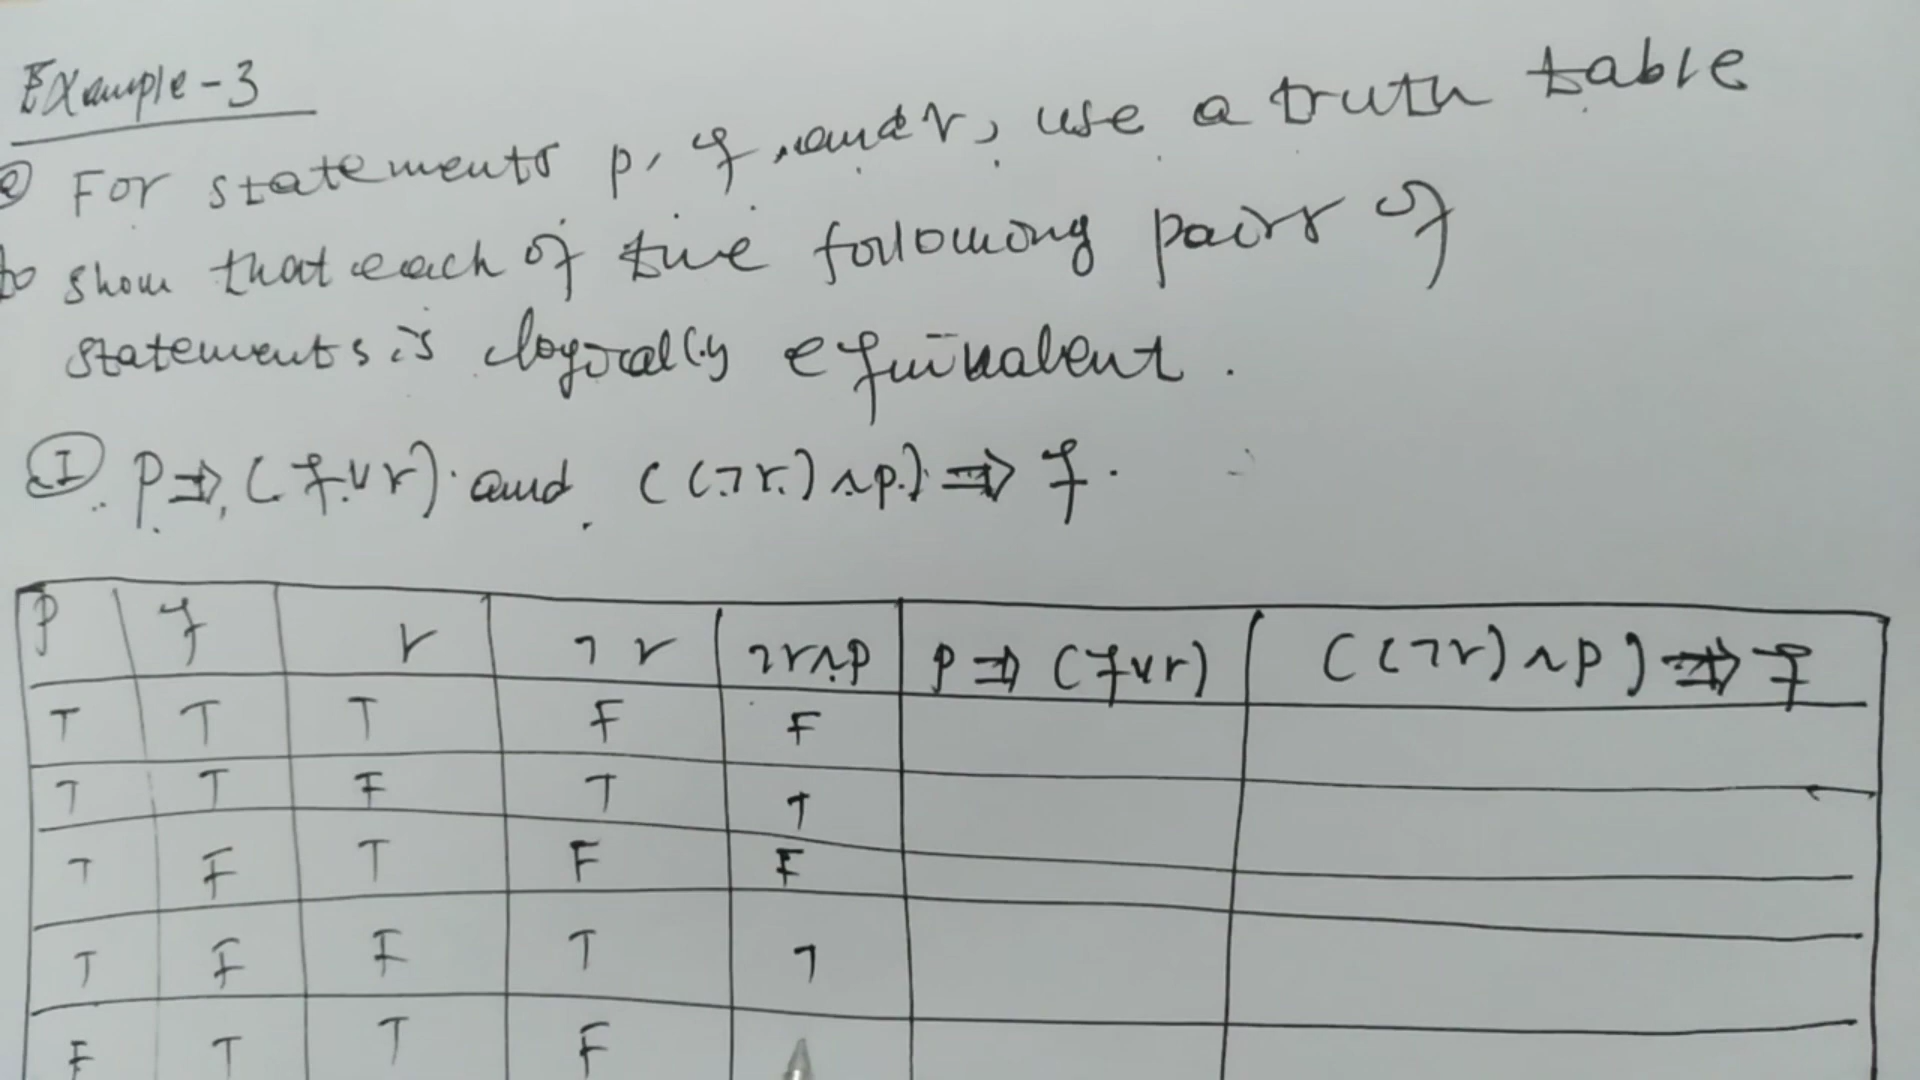 Example-3
For statements p, q, and r, use a truth table
to show that each of the following pair of
statements is logically equivalent.
I. p⇒(q∨r) and ((¬r)∧p)⇒q.
p q r ¬r ¬r∧p p⇒(q∨r) ((¬r)∧p)⇒q
T T T F F
T T F T T
T F T F F
T F F T T
F T T F